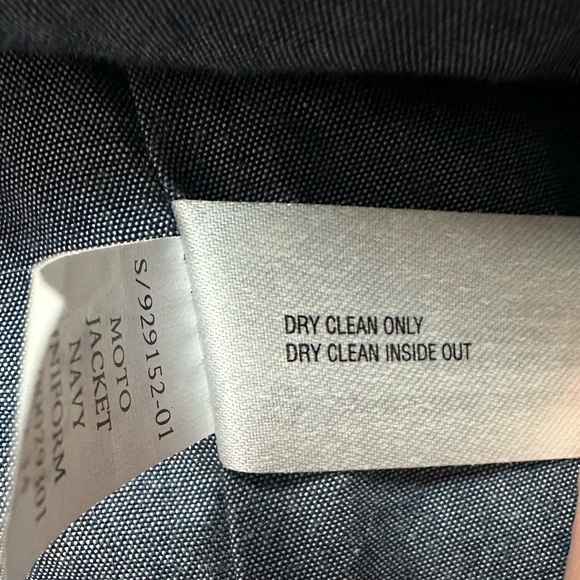 DRY CLEAN ONLY
DRY CLEAN INSIDE OUT
S/929152-01
MOTO
JACKET
NAVY